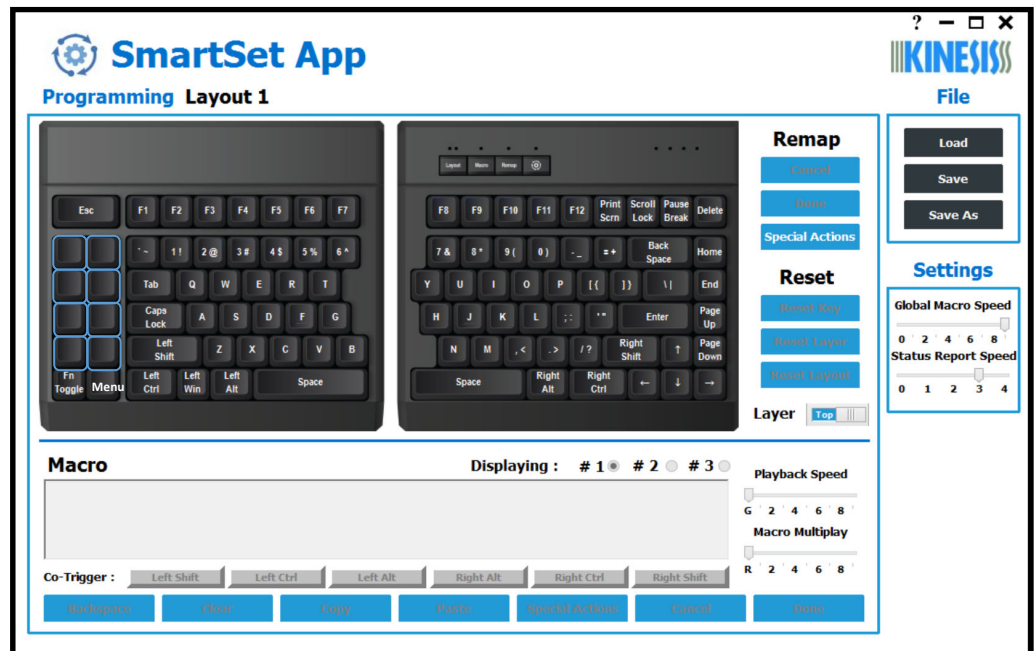 ? – □ X
SmartSet App
KINESIS
Programming Layout 1
File
Load
Save
Save As
Settings
Global Macro Speed
0 2 4 6 8
Status Report Speed
0 1 2 3 4
Layout Macro Remap
Esc F1 F2 F3 F4 F5 F6 F7
` ~ 1 ! 2 @ 3 # 4 $ 5 % 6 ^
Tab Q W E R T
Caps Lock A S D F G
Left Shift Z X C V B
Fn Toggle Menu Left Ctrl Left Win Left Alt Space
F8 F9 F10 F11 F12 Print Scrn Scroll Lock Pause Break Delete
7 & 8 * 9 ( 0 ) - _ = + Back Space Home
Y U I O P [ { ] } \ | End
H J K L ; : ' " Enter Page Up
N M , < . > / ? Right Shift ↑ Page Down
Space Right Alt Right Ctrl ← ↓ →
Remap
Cancel
Done
Special Actions
Reset
Reset Key
Reset Layer
Reset Layout
Layer Top
Macro
Displaying : # 1 # 2 # 3
Playback Speed
G 2 4 6 8
Macro Multiplay
R 2 4 6 8
Co-Trigger : Left Shift Left Ctrl Left Alt Right Alt Right Ctrl Right Shift
Backspace Clear Copy Paste Special Actions Cancel Done